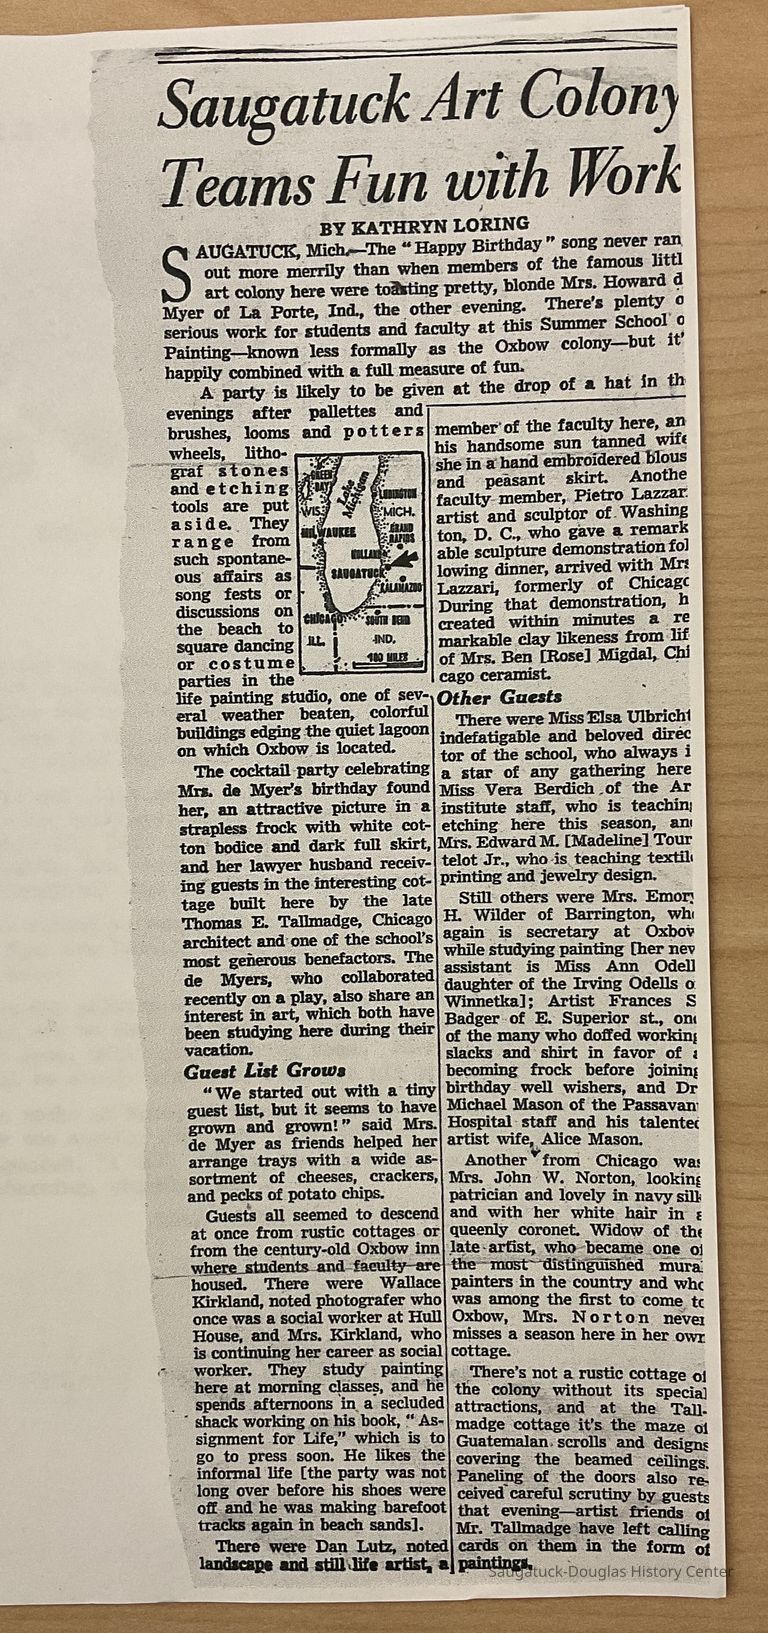 Saugatuck Art Colony
Teams Fun with Work
BY KATHRYN LORING
SAUGATUCK, Mich.—The "Happy Birthday" song never ran
out more merrily than when members of the famous littl
art colony here were toasting pretty, blonde Mrs. Howard d
Myer of La Porte, Ind., the other evening. There's plenty o
serious work for students and faculty at this Summer School o
Painting—known less formally as the Oxbow colony—but it'
happily combined with a full measure of fun.
A party is likely to be given at the drop of a hat in th
evenings after pallettes and
brushes, looms and potters
wheels, litho-
graf stones
and etching
tools are put
aside. They
range from
such spontane-
ous affairs as
song fests or
discussions on
the beach to
square dancing
or costume
parties in the
GREEN BAY
Lake Michigan
LUDINGTON
WIS.
MICH.
MILWAUKEE
GRAND RAPIDS
HOLLAND
SAUGATUCK
KALAMAZOO
CHICAGO
SOUTH BEND
ILL.
IND.
100 MILES
life painting studio, one of sev-
eral weather beaten, colorful
buildings edging the quiet lagoon
on which Oxbow is located.
The cocktail party celebrating
Mrs. de Myer's birthday found
her, an attractive picture in a
strapless frock with white cot-
ton bodice and dark full skirt,
and her lawyer husband receiv-
ing guests in the interesting cot-
tage built here by the late
Thomas E. Tallmadge, Chicago
architect and one of the school's
most generous benefactors. The
de Myers, who collaborated
recently on a play, also share an
interest in art, which both have
been studying here during their
vacation.
Guest List Grows
"We started out with a tiny
guest list, but it seems to have
grown and grown!" said Mrs.
de Myer as friends helped her
arrange trays with a wide as-
sortment of cheeses, crackers,
and pecks of potato chips.
Guests all seemed to descend
at once from rustic cottages or
from the century-old Oxbow inn
where students and faculty are
housed. There were Wallace
Kirkland, noted photografer who
once was a social worker at Hull
House, and Mrs. Kirkland, who
is continuing her career as social
worker. They study painting
here at morning classes, and he
spends afternoons in a secluded
shack working on his book, "As-
signment for Life," which is to
go to press soon. He likes the
informal life [the party was not
long over before his shoes were
off and he was making barefoot
tracks again in beach sands].
There were Dan Lutz, noted
landscape and still life artist, a
member of the faculty here, an
his handsome sun tanned wife
she in a hand embroidered blous
and peasant skirt. Anothe
faculty member, Pietro Lazzar
artist and sculptor of Washing
ton, D. C., who gave a remark
able sculpture demonstration fol
lowing dinner, arrived with Mrs
Lazzari, formerly of Chicago
During that demonstration, h
created within minutes a re
markable clay likeness from lif
of Mrs. Ben [Rose] Migdal, Chi
cago ceramist.
Other Guests
There were Miss Elsa Ulbricht
indefatigable and beloved direc
tor of the school, who always i
a star of any gathering here
Miss Vera Berdich of the Ar
institute staff, who is teaching
etching here this season, and
Mrs. Edward M. [Madeline] Tour
telot Jr., who is teaching textile
printing and jewelry design.
Still others were Mrs. Emory
H. Wilder of Barrington, who
again is secretary at Oxbow
while studying painting [her new
assistant is Miss Ann Odell
daughter of the Irving Odells o
Winnetka]; Artist Frances S
Badger of E. Superior st., one
of the many who doffed working
slacks and shirt in favor of a
becoming frock before joining
birthday well wishers, and Dr
Michael Mason of the Passavant
Hospital staff and his talented
artist wife, Alice Mason.
Another from Chicago was
Mrs. John W. Norton, looking
patrician and lovely in navy silk
and with her white hair in a
queenly coronet. Widow of the
late artist, who became one of
the most distinguished mural
painters in the country and who
was among the first to come to
Oxbow, Mrs. Norton never
misses a season here in her own
cottage.
There's not a rustic cottage of
the colony without its special
attractions, and at the Tall-
madge cottage it's the maze of
Guatemalan scrolls and designs
covering the beamed ceilings.
Paneling of the doors also re-
ceived careful scrutiny by guests
that evening—artist friends of
Mr. Tallmadge have left calling
cards on them in the form of
paintings.
Saugatuck-Douglas History Center